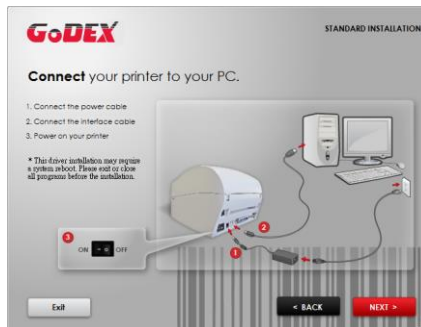 GoDEX
STANDARD INSTALLATION
Connect your printer to your PC.
1. Connect the power cable
2. Connect the interface cable
3. Power on your printer
* This driver installation may require
a system reboot. Please exit or close
all programs before the installation.
3
ON
OFF
2
1
Exit
< BACK
NEXT >